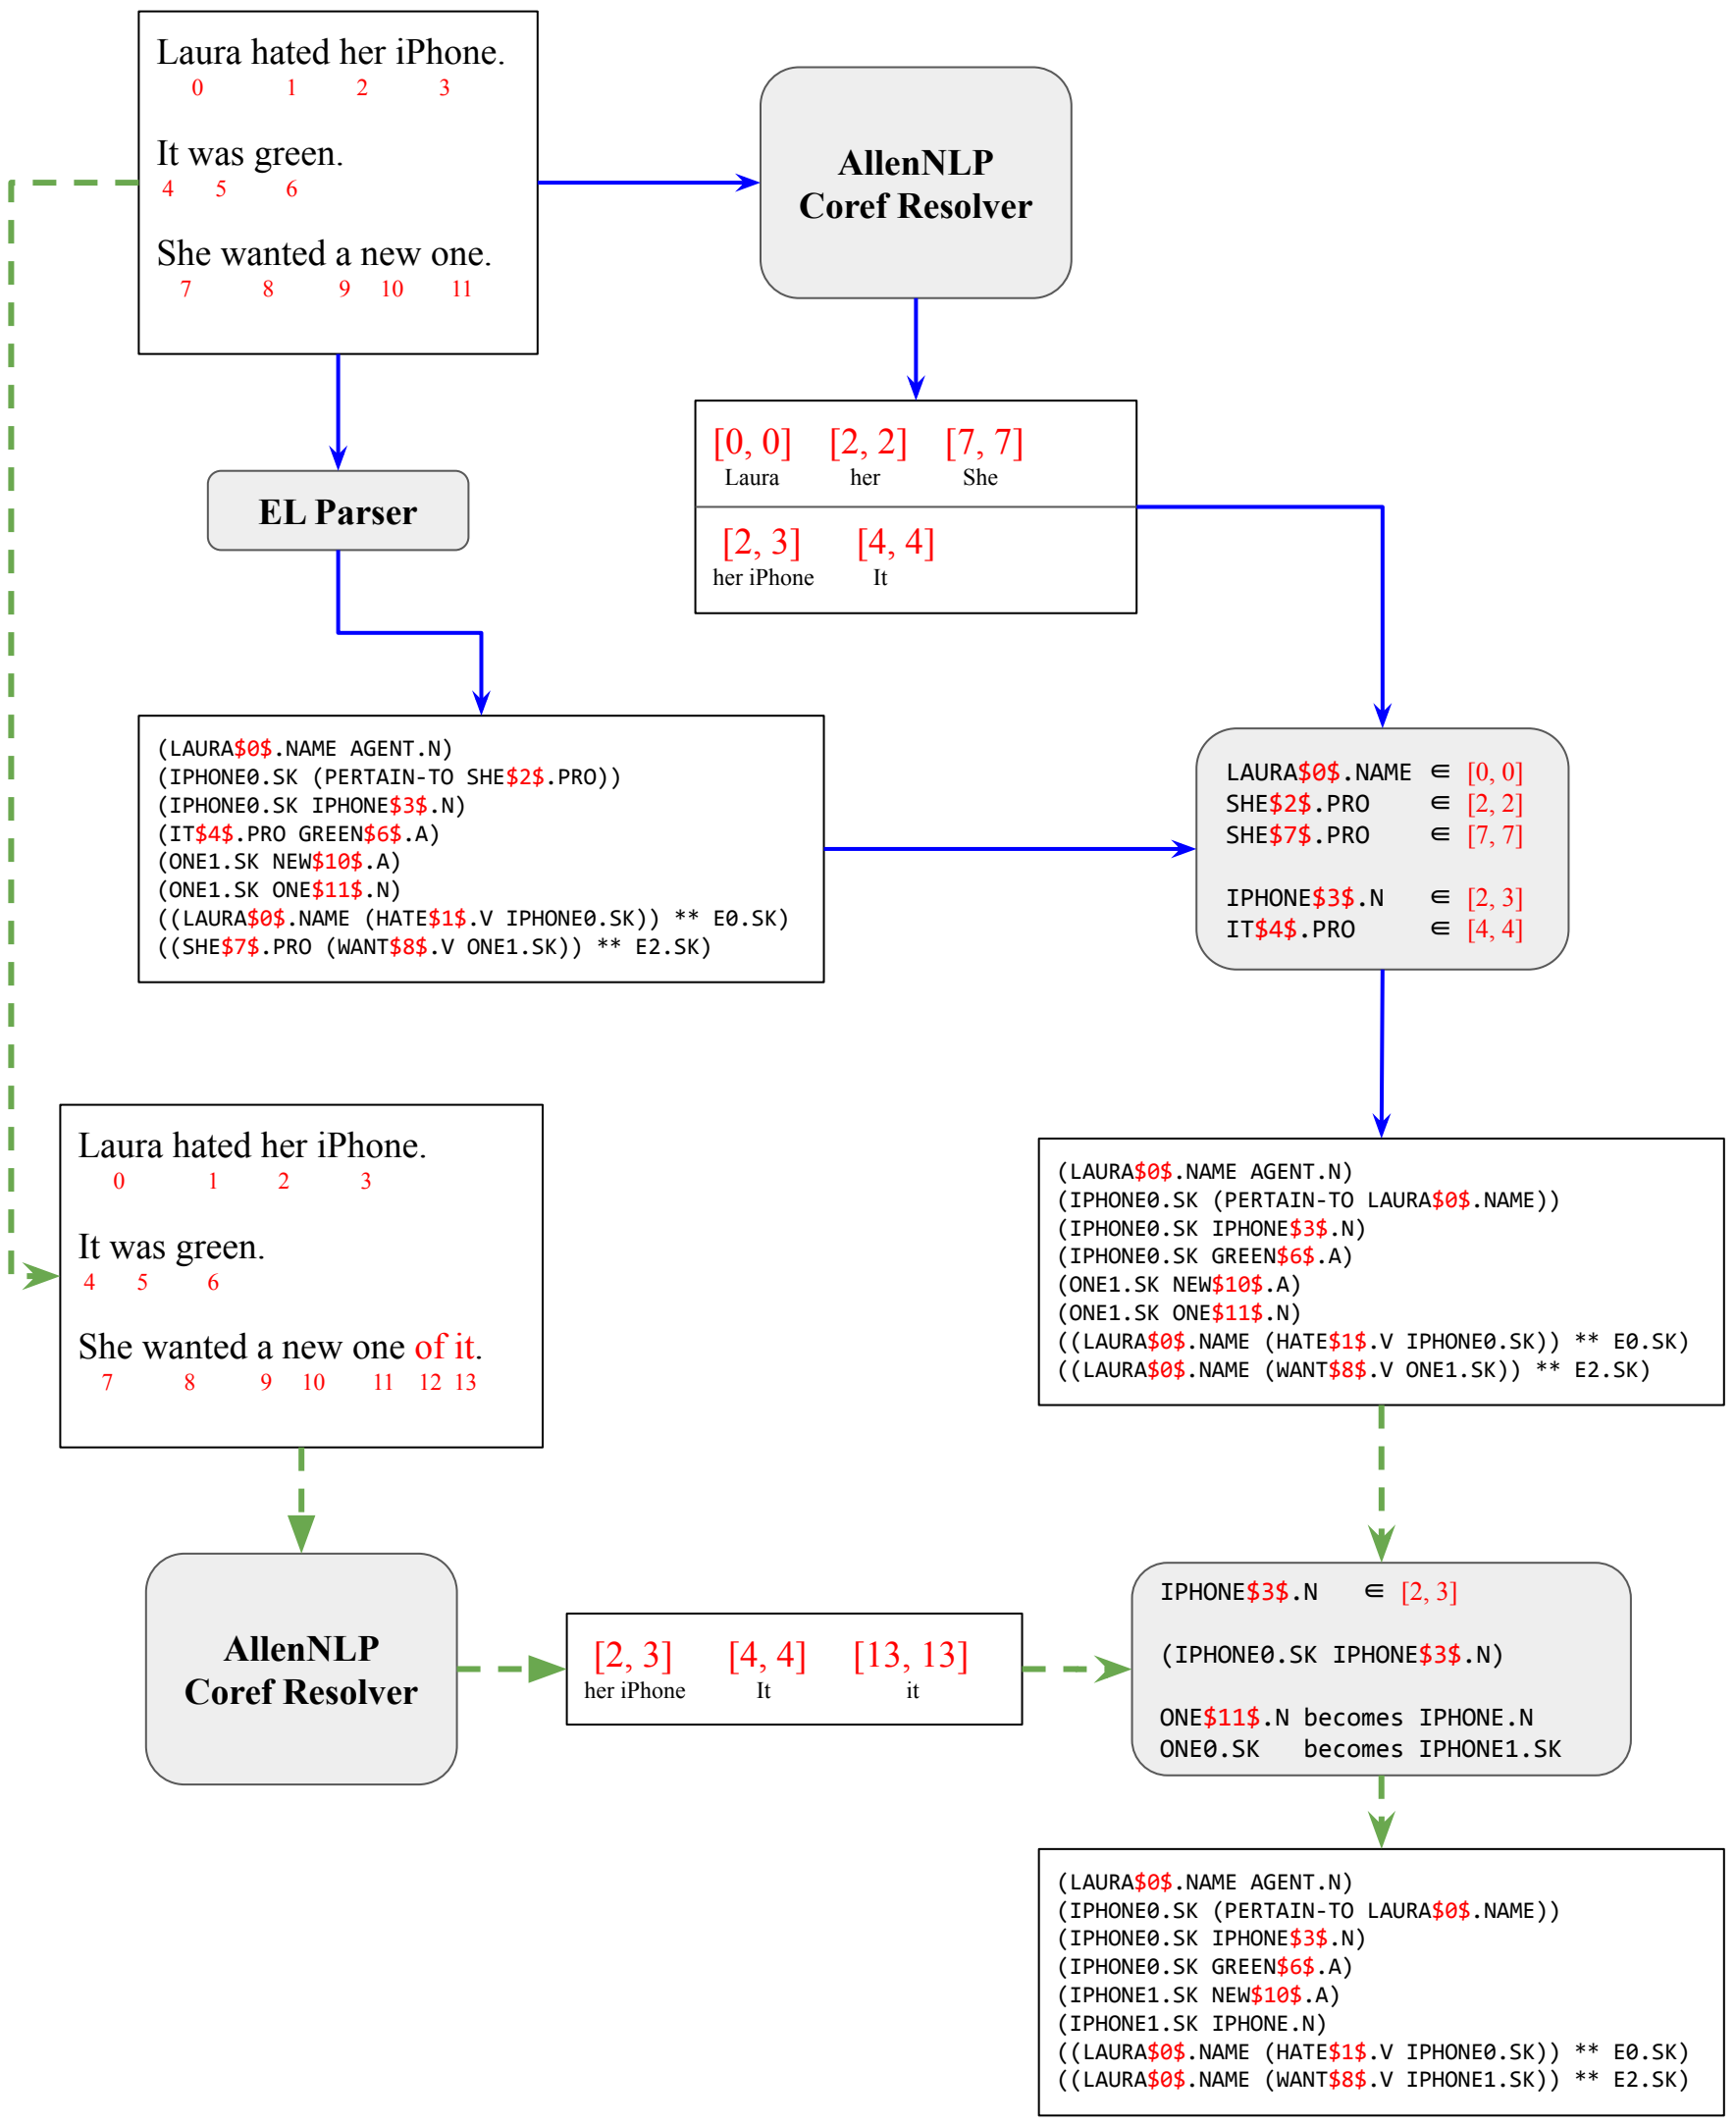 Laura hated her iPhone.
0 1 2 3
It was green.
4 5 6
She wanted a new one.
7 8 9 10 11
AllenNLP
Coref Resolver
[0, 0] [2, 2] [7, 7]
Laura her She
[2, 3] [4, 4]
her iPhone It
EL Parser
(LAURA$0$.NAME AGENT.N)
(IPHONE0.SK (PERTAIN-TO SHE$2$.PRO))
(IPHONE0.SK IPHONE$3$.N)
(IT$4$.PRO GREEN$6$.A)
(ONE1.SK NEW$10$.A)
(ONE1.SK ONE$11$.N)
((LAURA$0$.NAME (HATE$1$.V IPHONE0.SK)) ** E0.SK)
((SHE$7$.PRO (WANT$8$.V ONE1.SK)) ** E2.SK)
LAURA$0$.NAME ∈ [0, 0]
SHE$2$.PRO ∈ [2, 2]
SHE$7$.PRO ∈ [7, 7]
IPHONE$3$.N ∈ [2, 3]
IT$4$.PRO ∈ [4, 4]
(LAURA$0$.NAME AGENT.N)
(IPHONE0.SK (PERTAIN-TO LAURA$0$.NAME))
(IPHONE0.SK IPHONE$3$.N)
(IPHONE0.SK GREEN$6$.A)
(ONE1.SK NEW$10$.A)
(ONE1.SK ONE$11$.N)
((LAURA$0$.NAME (HATE$1$.V IPHONE0.SK)) ** E0.SK)
((LAURA$0$.NAME (WANT$8$.V ONE1.SK)) ** E2.SK)
Laura hated her iPhone.
0 1 2 3
It was green.
4 5 6
She wanted a new one of it.
7 8 9 10 11 12 13
AllenNLP
Coref Resolver
[2, 3] [4, 4] [13, 13]
her iPhone It it
IPHONE$3$.N ∈ [2, 3]
(IPHONE0.SK IPHONE$3$.N)
ONE$11$.N becomes IPHONE.N
ONE0.SK becomes IPHONE1.SK
(LAURA$0$.NAME AGENT.N)
(IPHONE0.SK (PERTAIN-TO LAURA$0$.NAME))
(IPHONE0.SK IPHONE$3$.N)
(IPHONE0.SK GREEN$6$.A)
(IPHONE1.SK NEW$10$.A)
(IPHONE1.SK IPHONE.N)
((LAURA$0$.NAME (HATE$1$.V IPHONE0.SK)) ** E0.SK)
((LAURA$0$.NAME (WANT$8$.V IPHONE1.SK)) ** E2.SK)